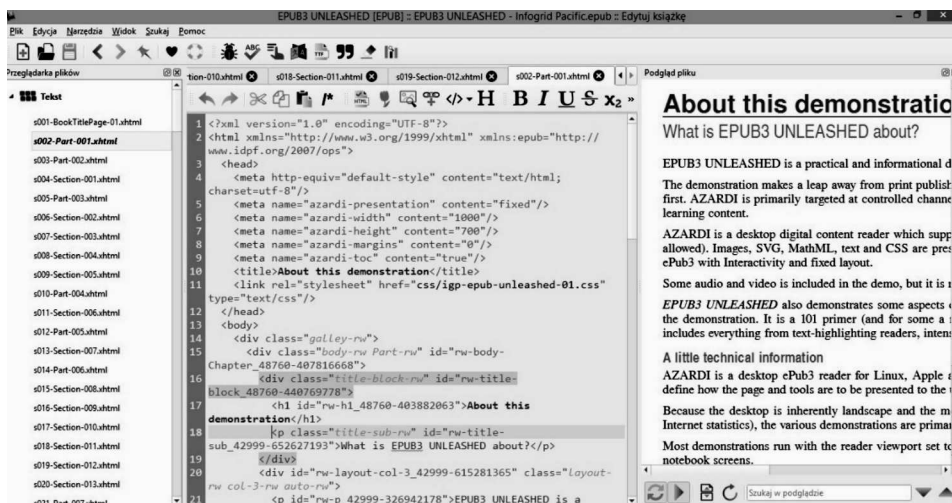 EPUB3 UNLEASHED [EPUB] :: EPUB3 UNLEASHED - Infogrid Pacific.epub :: Edytuj książkę
Plik Edycja Narzędzia Widok Szukaj Pomoc
Przeglądarka plików
Tekst
s001-BookTitlePage-01.xhtml
s002-Part-001.xhtml
s003-Part-002.xhtml
s004-Section-001.xhtml
s005-Part-003.xhtml
s006-Section-002.xhtml
s007-Section-003.xhtml
s008-Section-004.xhtml
s009-Section-005.xhtml
s010-Part-004.xhtml
s011-Section-006.xhtml
s012-Part-005.xhtml
s013-Section-007.xhtml
s014-Part-006.xhtml
s015-Section-008.xhtml
s016-Section-009.xhtml
s017-Section-010.xhtml
s018-Section-011.xhtml
s019-Section-012.xhtml
s020-Section-013.xhtml
s021-Part-007.xhtml
tion-010.xhtml s018-Section-011.xhtml s019-Section-012.xhtml s002-Part-001.xhtml
H B I U S x₂ »
1 <?xml version="1.0" encoding="UTF-8"?>
2 <html xmlns="http://www.w3.org/1999/xhtml" xmlns:epub="http://
www.idpf.org/2007/ops">
3 <head>
4 <meta http-equiv="default-style" content="text/html;
charset=utf-8"/>
5 <meta name="azardi-presentation" content="fixed"/>
6 <meta name="azardi-width" content="1000"/>
7 <meta name="azardi-height" content="700"/>
8 <meta name="azardi-margins" content="0"/>
9 <meta name="azardi-toc" content="true"/>
10 <title>About this demonstration</title>
11 <link rel="stylesheet" href="css/igp-epub-unleashed-01.css"
type="text/css"/>
12 </head>
13 <body>
14 <div class="galley-rw">
15 <div class="body-rw Part-rw" id="rw-body-
Chapter_48760-407816668">
16 <div class="title-block-rw" id="rw-title-
block_48760-440769778">
17 <h1 id="rw-h1_48760-403882063">About this
demonstration</h1>
18 <p class="title-sub-rw" id="rw-title-
sub_42999-652627193">What is EPUB3 UNLEASHED about?</p>
19 </div>
20 <div id="rw-layout-col-3_42999-615281365" class="layout-
rw col-3-rw auto-rw">
21 <p id="rw-p_42999-326942178">EPUB3 UNLEASHED is a
Podgląd pliku
About this demonstratio
What is EPUB3 UNLEASHED about?
EPUB3 UNLEASHED is a practical and informational d
The demonstration makes a leap away from print publish
first. AZARDI is primarily targeted at controlled channe
learning content.
AZARDI is a desktop digital content reader which supp
allowed). Images, SVG, MathML, text and CSS are pres
ePub3 with Interactivity and fixed layout.
Some audio and video is included in the demo, but it is
EPUB3 UNLEASHED also demonstrates some aspects
the demonstration. It is a 101 primer (and for some a
includes everything from text-highlighting readers, intens
A little technical information
AZARDI is a desktop ePub3 reader for Linux, Apple a
define how the page and tools are to be presented to the
Because the desktop is inherently landscape and the m
Internet statistics), the various demonstrations are primar
Most demonstrations run with the reader viewport set to
notebook screens.
Szukaj w podglądzie